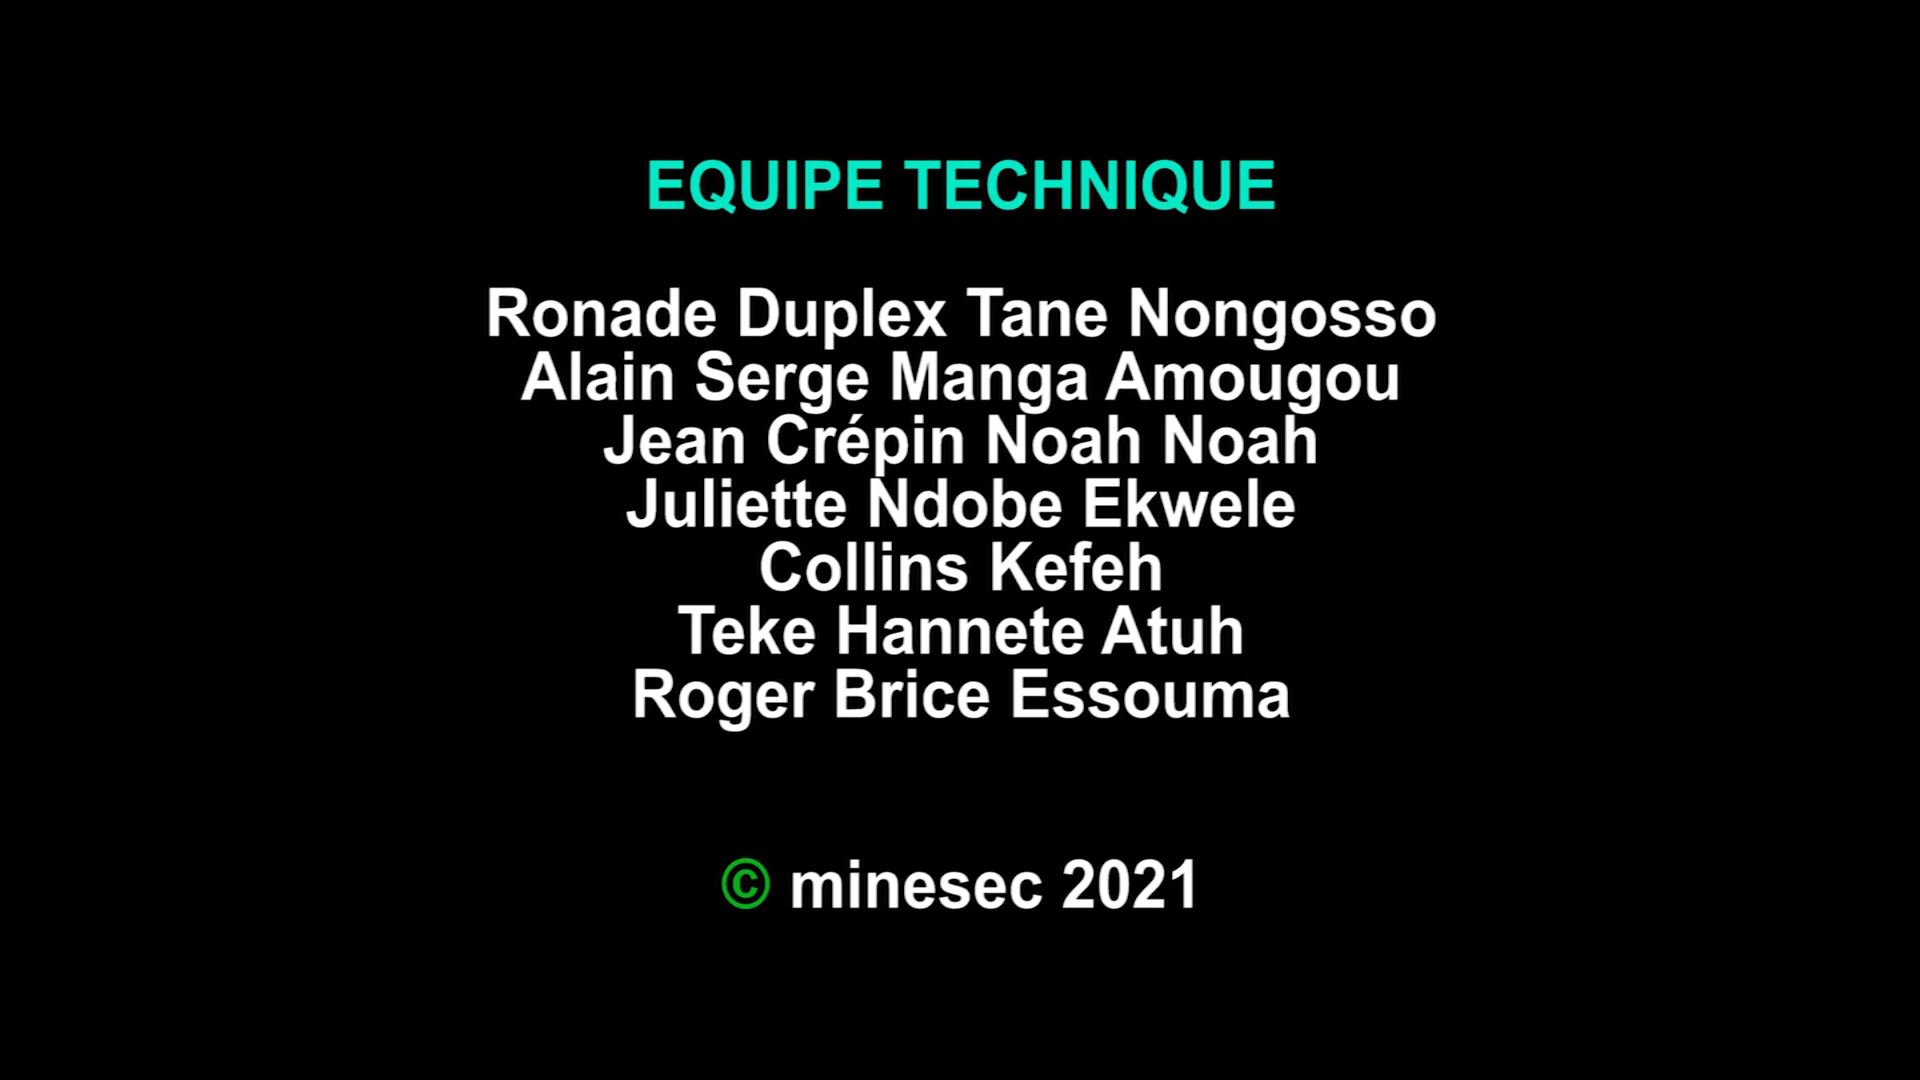 EQUIPE TECHNIQUE
Ronade Duplex Tane Nongosso
Alain Serge Manga Amougou
Jean Crépin Noah Noah
Juliette Ndobe Ekwele
Collins Kefeh
Teke Hannete Atuh
Roger Brice Essouma
© minesec 2021